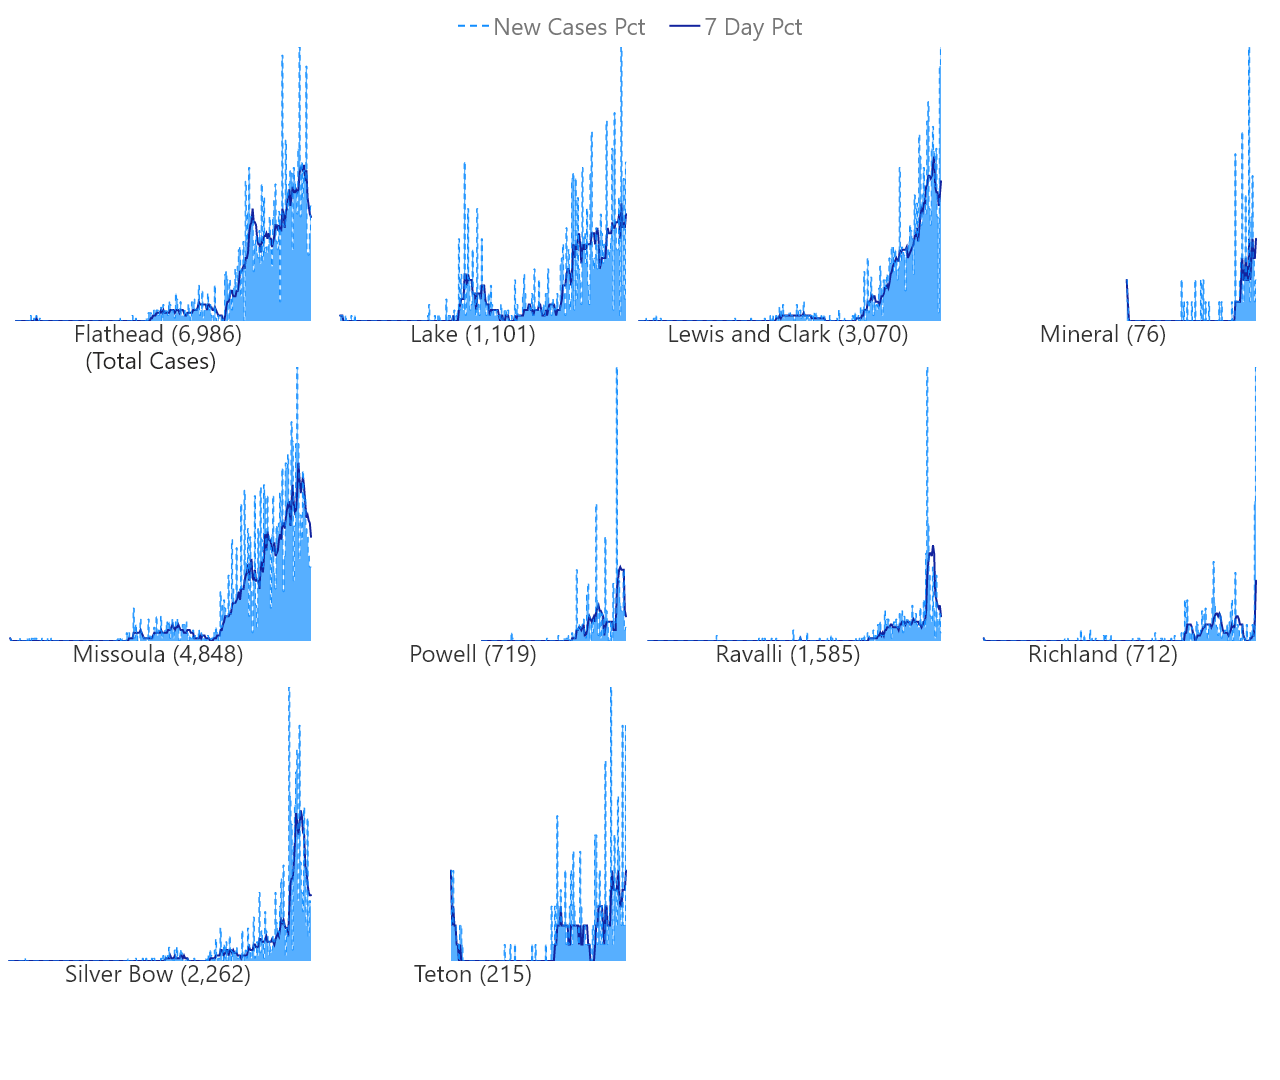 New Cases Pct 7 Day Pct
Flathead (6,986) Lake (1,101) Lewis and Clark (3,070) Mineral (76)
(Total Cases)
Missoula (4,848) Powell (719) Ravalli (1,585) Richland (712)
Silver Bow (2,262) Teton (215)